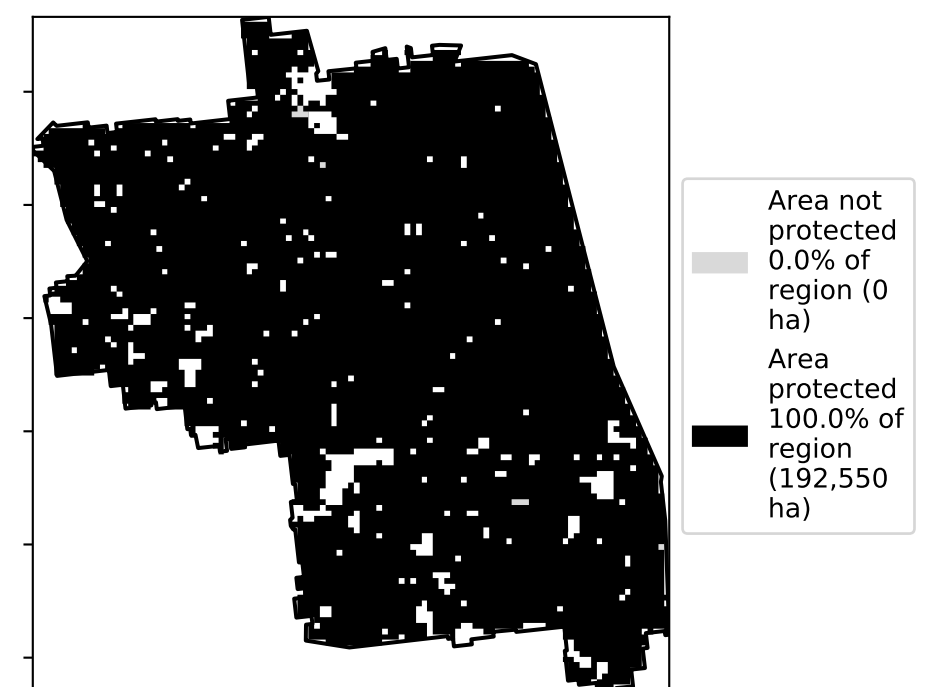 Area not
protected
0.0% of
region (0
ha)
Area
protected
100.0% of
region
(192,550
ha)